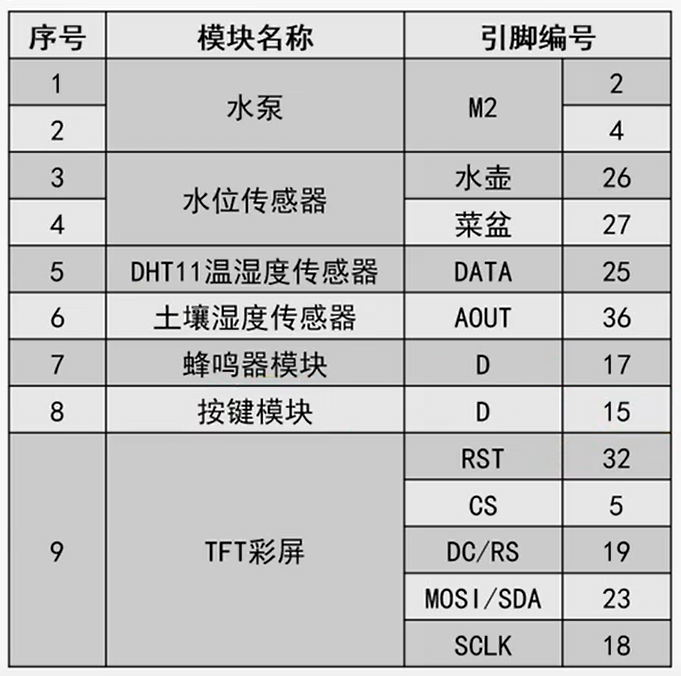 序号 模块名称 引脚编号
1 水泵 M2 2
2 4
3 水位传感器 水壶 26
4 菜盆 27
5 DHT11温湿度传感器 DATA 25
6 土壤湿度传感器 AOUT 36
7 蜂鸣器模块 D 17
8 按键模块 D 15
9 TFT彩屏 RST 32
CS 5
DC/RS 19
MOSI/SDA 23
SCLK 18